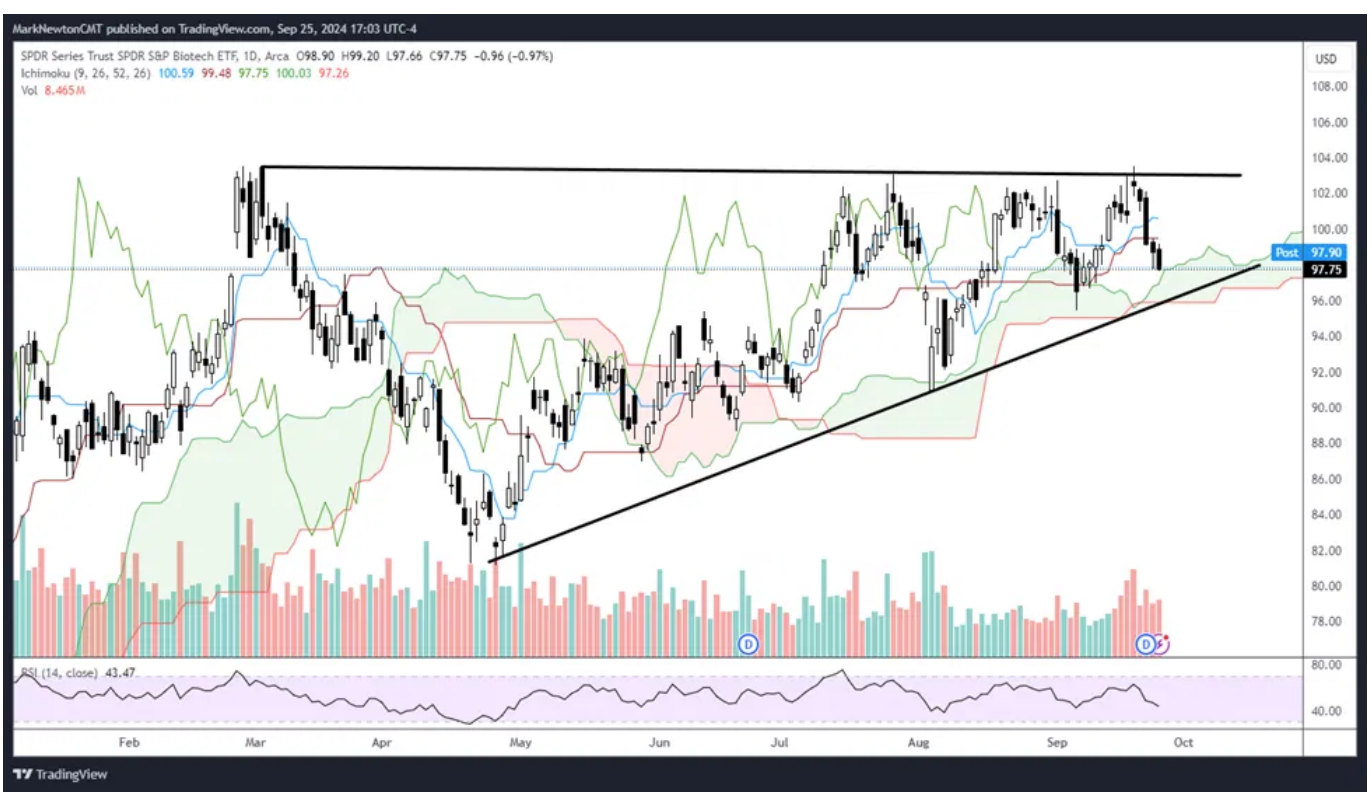 MarkNewtonCMT published on TradingView.com, Sep 25, 2024 17:03 UTC-4
SPDR Series Trust SPDR S&P Biotech ETF, 1D, Arca O98.90 H99.20 L97.66 C97.75 −0.96 (−0.97%)
USD
Ichimoku (9, 26, 52, 26) 100.59 99.48 97.75 100.03 97.26
Vol 8.465M
108.00
106.00
104.00
102.00
100.00
Post 97.90
97.75
96.00
94.00
92.00
90.00
88.00
86.00
84.00
82.00
80.00
78.00
D
D
RSI (14, close) 43.47
80.00
40.00
Feb Mar Apr May Jun Jul Aug Sep Oct
TradingView